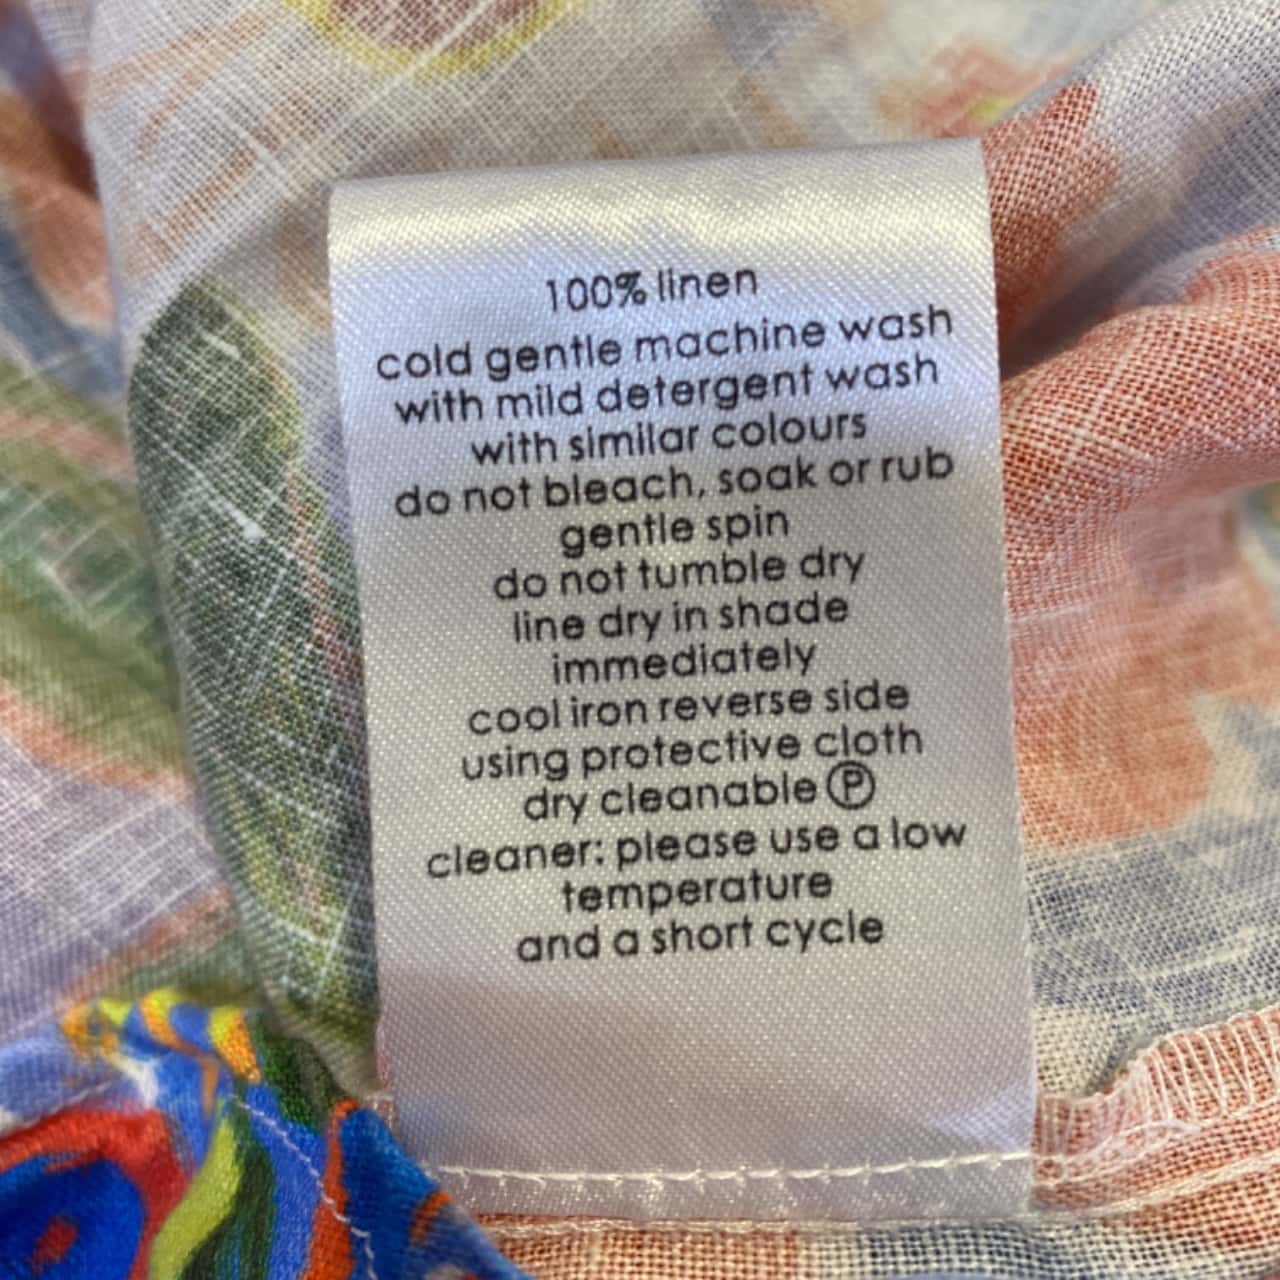 100% linen
cold gentle machine wash
with mild detergent wash
with similar colours
do not bleach, soak or rub
gentle spin
do not tumble dry
line dry in shade
immediately
cool iron reverse side
using protective cloth
dry cleanable Ⓟ
cleaner: please use a low
temperature
and a short cycle